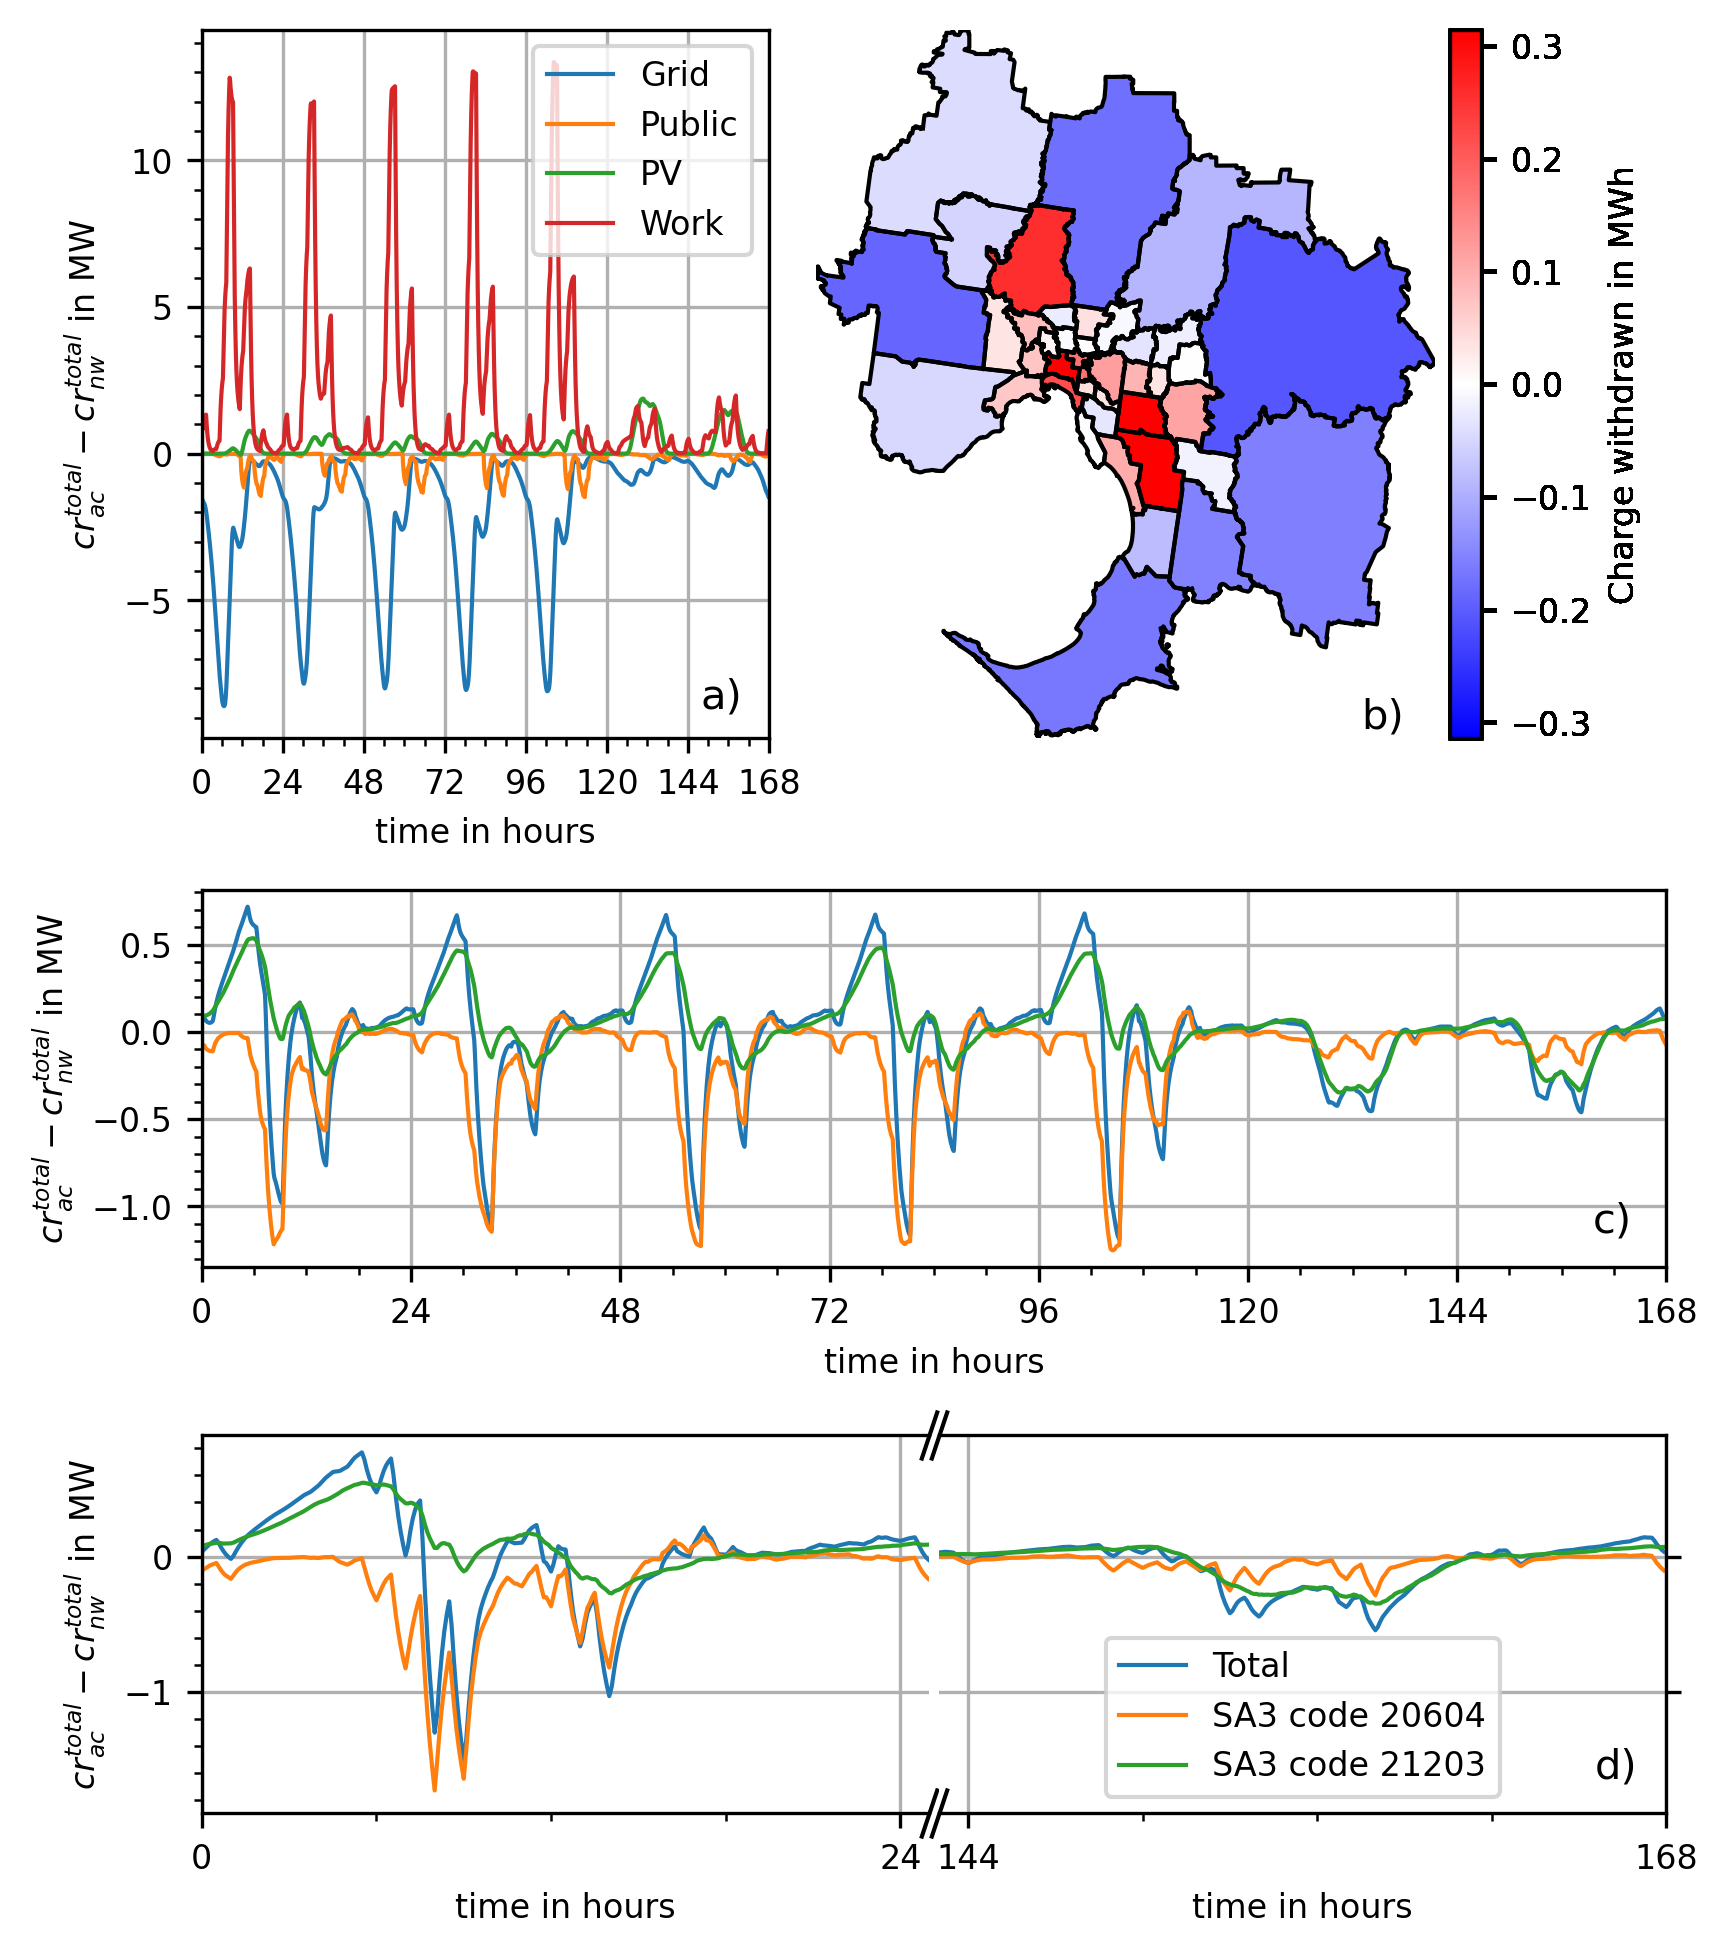 10
5
0
−5
cr_ac^total − cr_nw^total in MW
Grid
Public
PV
Work
a)
0 24 48 72 96 120 144 168
time in hours
b)
0.3
0.2
0.1
0.0
−0.1
−0.2
−0.3
Charge withdrawn in MWh
0.5
0.0
−0.5
−1.0
cr_ac^total − cr_nw^total in MW
c)
0 24 48 72 96 120 144 168
time in hours
0
−1
cr_ac^total − cr_nw^total in MW
Total
SA3 code 20604
SA3 code 21203
d)
0 24 144 168
time in hours time in hours